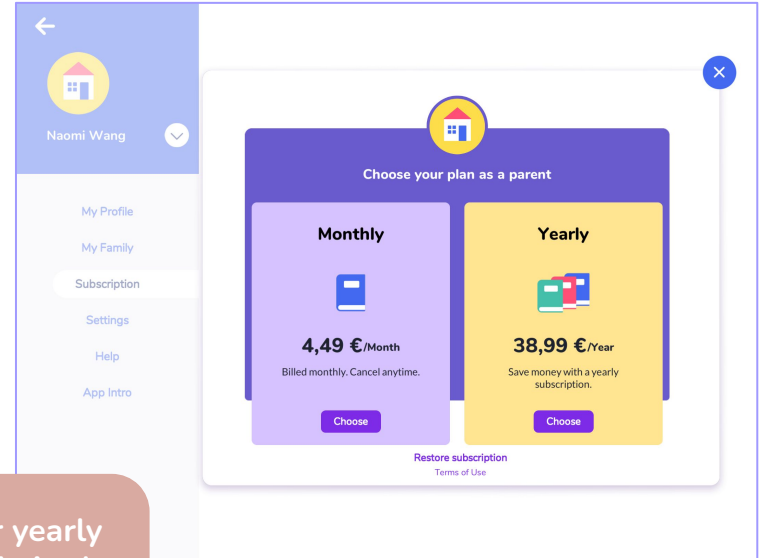 Naomi Wang
My Profile
My Family
Subscription
Settings
Help
App Intro
Choose your plan as a parent
Monthly
4,49 €/Month
Billed monthly. Cancel anytime.
Choose
Yearly
38,99 €/Year
Save money with a yearly
subscription.
Choose
Restore subscription
Terms of Use
yearly